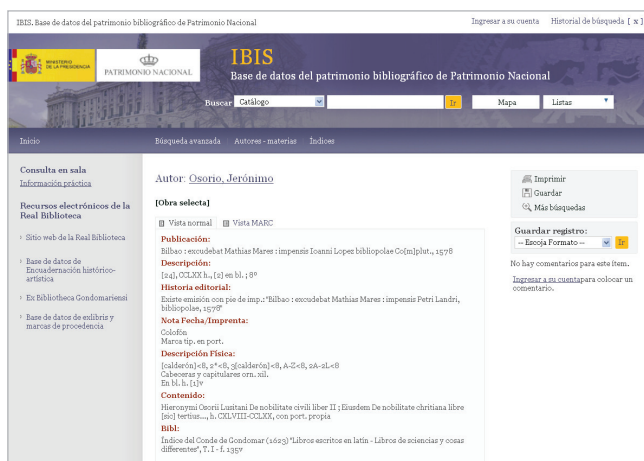 IBIS. Base de datos del patrimonio bibliográfico de Patrimonio Nacional
Ingresar a su cuenta Historial de búsqueda [ x ]
MINISTERIO
DE LA PRESIDENCIA
PATRIMONIO NACIONAL
IBIS
Base de datos del patrimonio bibliográfico de Patrimonio Nacional
Buscar Catálogo Ir Mapa Listas
Inicio Búsqueda avanzada Autores - materias Índices
Consulta en sala
Información práctica
Recursos electrónicos de la
Real Biblioteca
Sitio web de la Real Biblioteca
Base de datos de
Encuadernación histórico-
artística
Ex Bibliotheca Gondomariensi
Base de datos de exlibris y
marcas de procedencia
Autor: Osorio, Jerónimo
[Obra selecta]
Vista normal Vista MARC
Publicación:
Bilbao : excudebat Mathias Mares : impensis Ioanni Lopez bibliopolae Co[m]plut., 1578
Descripción:
[24], CCLXX h., [2] en bl. ; 8º
Historia editorial:
Existe emisión con pie de imp.: "Bilbao : excudebat Mathias Mares : impensis Petri Landri,
bibliopolae, 1578"
Nota Fecha/Imprenta:
Colofón
Marca tip. en port.
Descripción Física:
[calderón]<8, 2*<8, 3[calderón]<8, A-Z<8, 2A-2L<8
Cabeceras y capitulares orn. xil.
En bl. h. [1]v
Contenido:
Hieronymi Osorii Lusitani De nobilitate civili liber II ; Eiusdem De nobilitate chritiana libre
[sic] tertius..., h. CXLVIII-CCLXX, con port. propia
Bibl:
Índice del Conde de Gondomar (1623) "Libros escritos en latín - Libros de sciencias y cosas
differentes", T. I - f. 135v
Imprimir
Guardar
Más búsquedas
Guardar registro:
-- Escoja Formato -- Ir
No hay comentarios para este ítem.
Ingresar a su cuentapara colocar un
comentario.